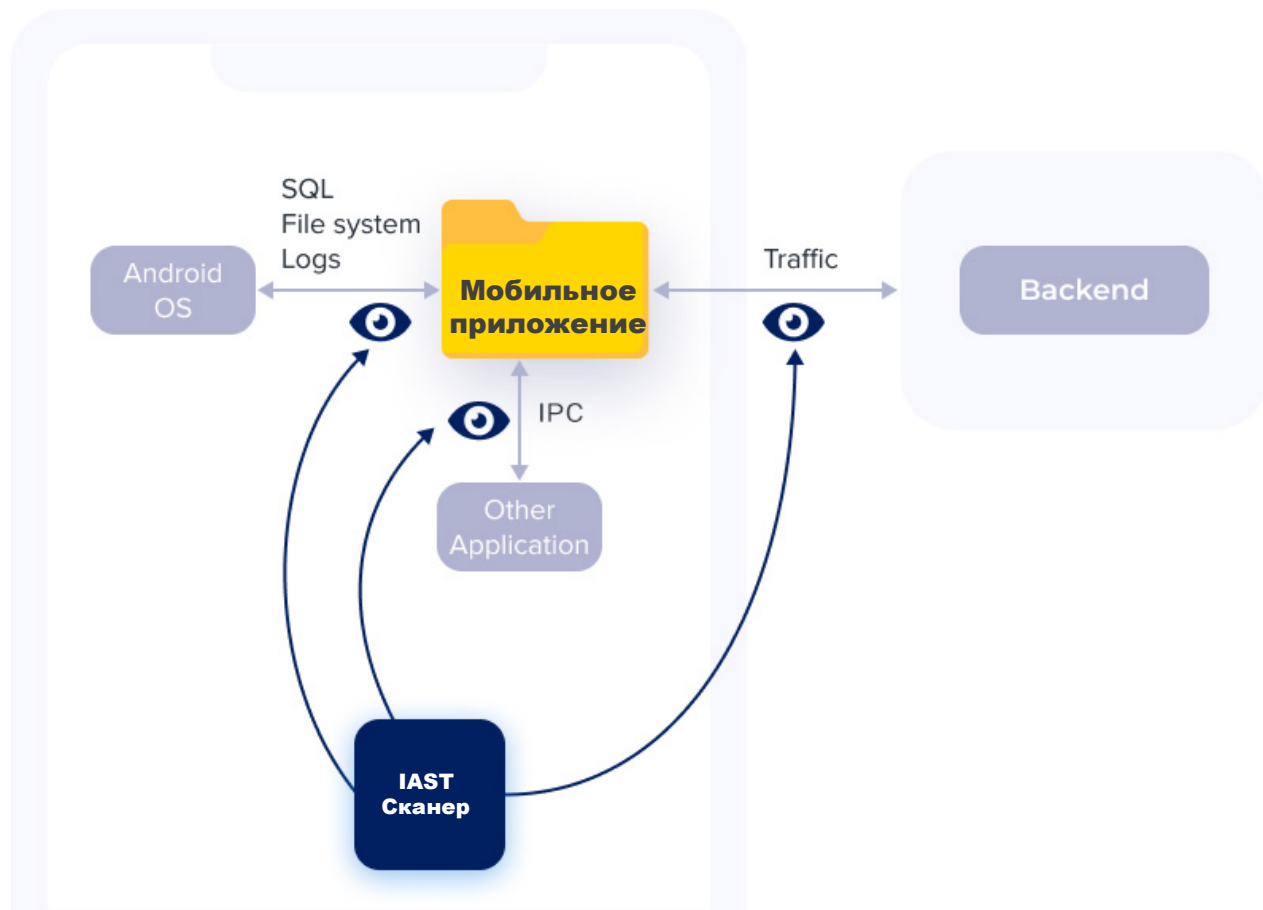 SQL
File system
Logs
Android
OS
Мобильное
приложение
Traffic
Backend
IPC
Other
Application
IAST
Сканер